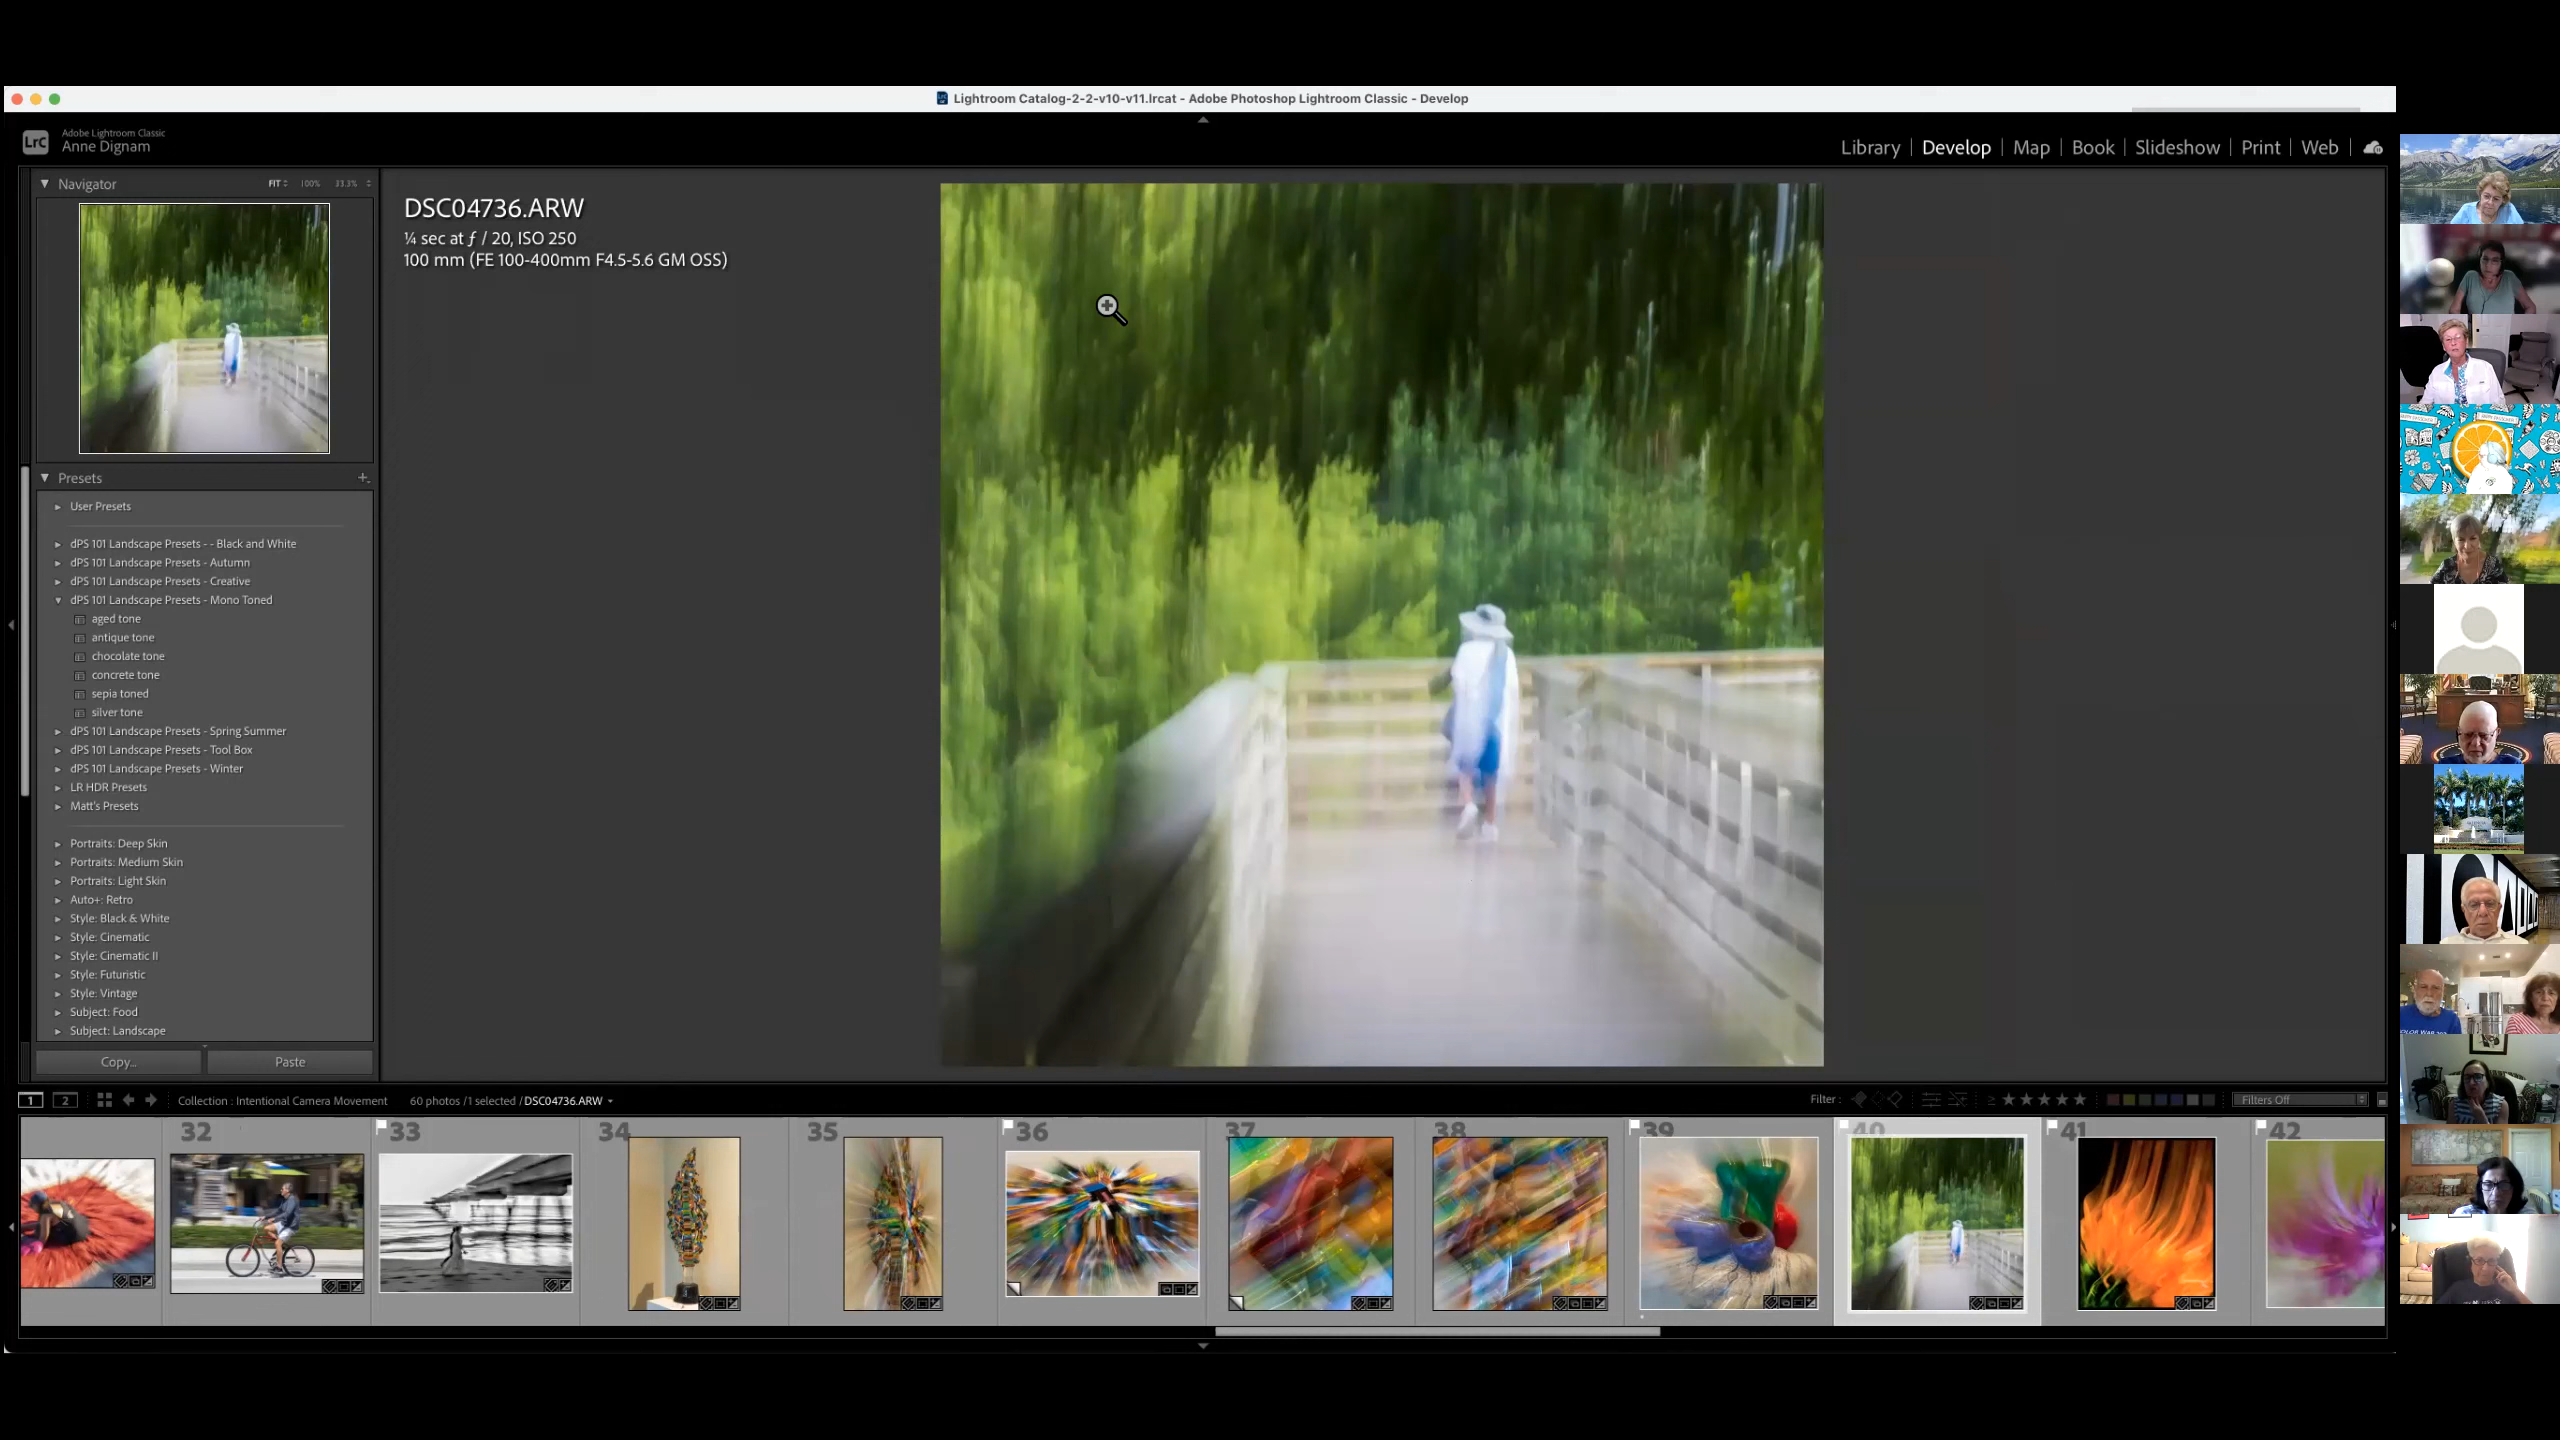 Lightroom Catalog-2-2-v10-v11.lrcat - Adobe Photoshop Lightroom Classic - Develop
LrC
Adobe Lightroom Classic
Anne Dignam
Library | Develop | Map | Book | Slideshow | Print | Web
Navigator
FIT 100% 33.3%
DSC04736.ARW
¼ sec at ƒ / 20, ISO 250
100 mm (FE 100-400mm F4.5-5.6 GM OSS)
Presets
User Presets
dPS 101 Landscape Presets - - Black and White
dPS 101 Landscape Presets - Autumn
dPS 101 Landscape Presets - Creative
dPS 101 Landscape Presets - Mono Toned
aged tone
antique tone
chocolate tone
concrete tone
sepia toned
silver tone
dPS 101 Landscape Presets - Spring Summer
dPS 101 Landscape Presets - Tool Box
dPS 101 Landscape Presets - Winter
LR HDR Presets
Matt's Presets
Portraits: Deep Skin
Portraits: Medium Skin
Portraits: Light Skin
Auto+: Retro
Style: Black & White
Style: Cinematic
Style: Cinematic II
Style: Futuristic
Style: Vintage
Subject: Food
Subject: Landscape
Copy... Paste
1 2 Collection : Intentional Camera Movement 60 photos /1 selected /DSC04736.ARW Filter : Filters Off
32 33 34 35 36 37 38 39 40 41 42